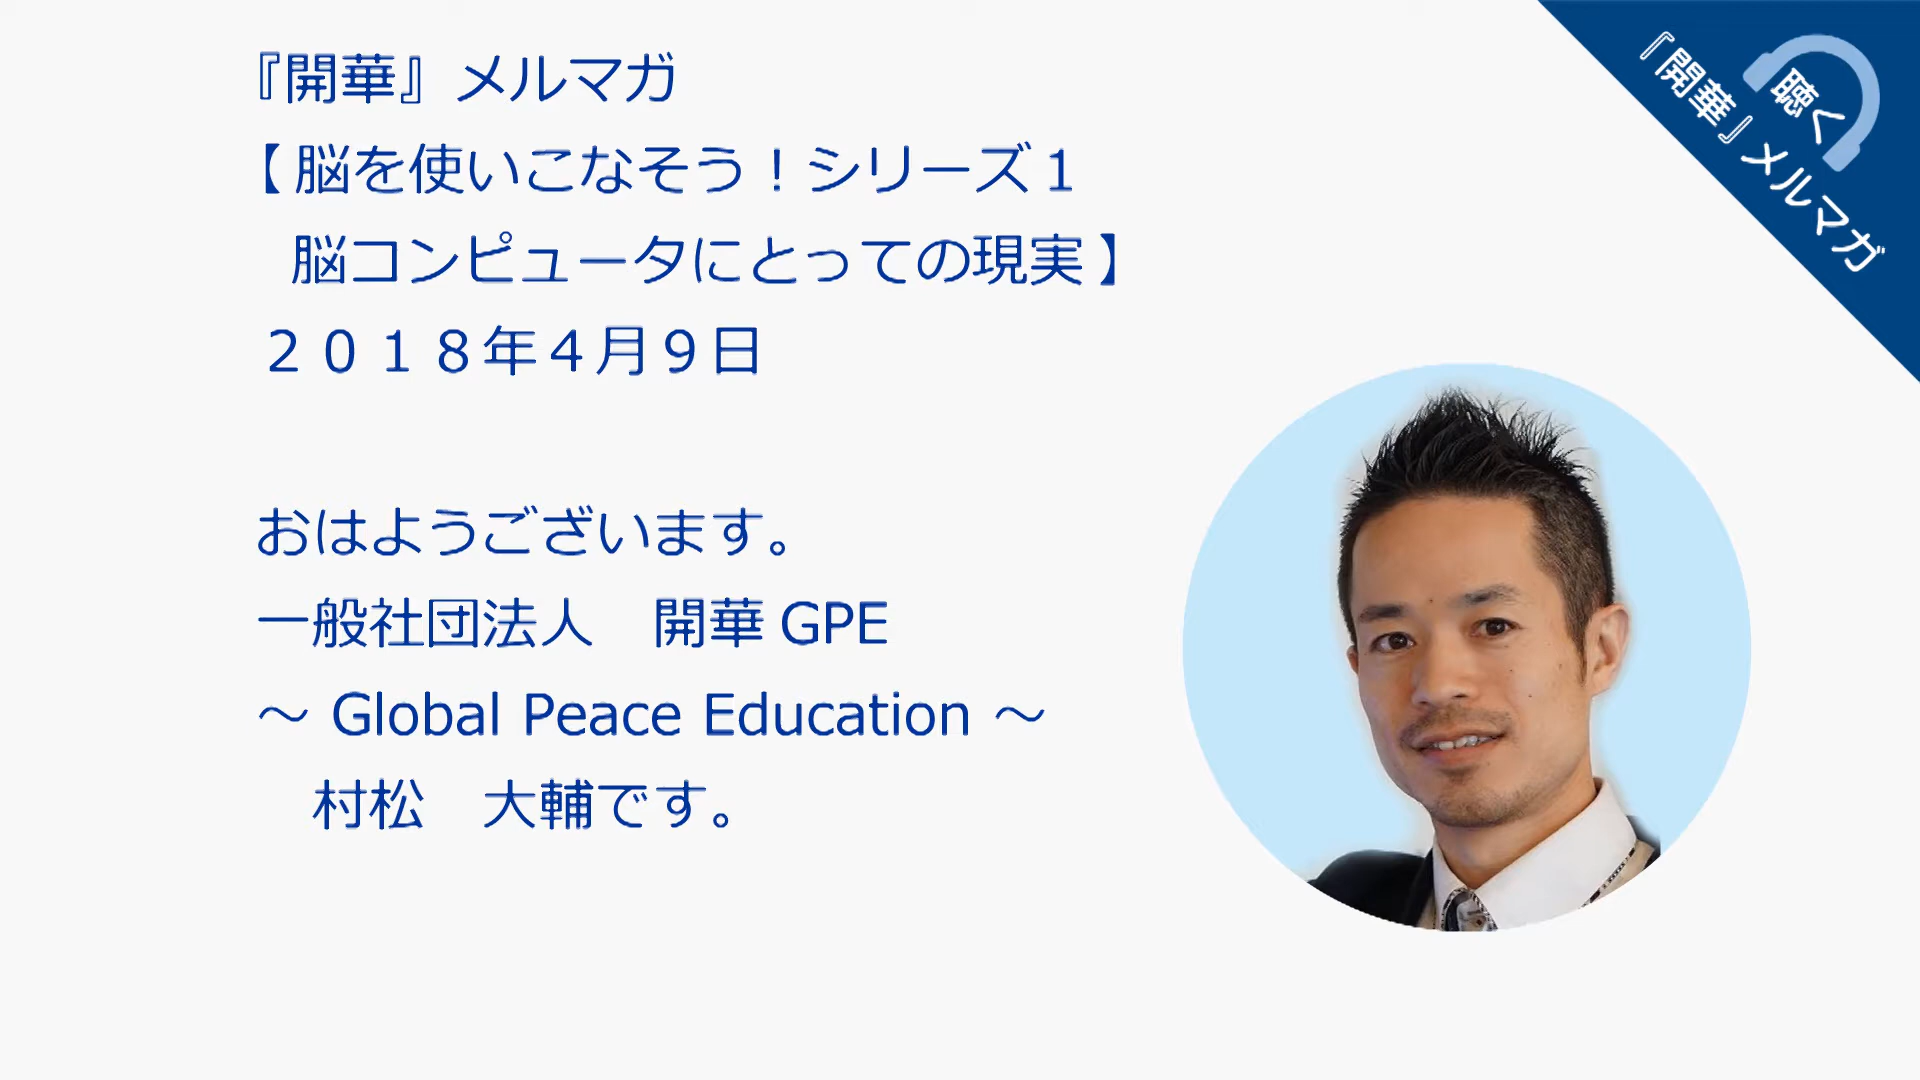 『開華』メルマガ
【脳を使いこなそう！シリーズ１
脳コンピュータにとっての現実】
２０１８年４月９日
おはようございます。
一般社団法人　開華 GPE
～ Global Peace Education ～
村松　大輔です。
聴く
『開華』メルマガ